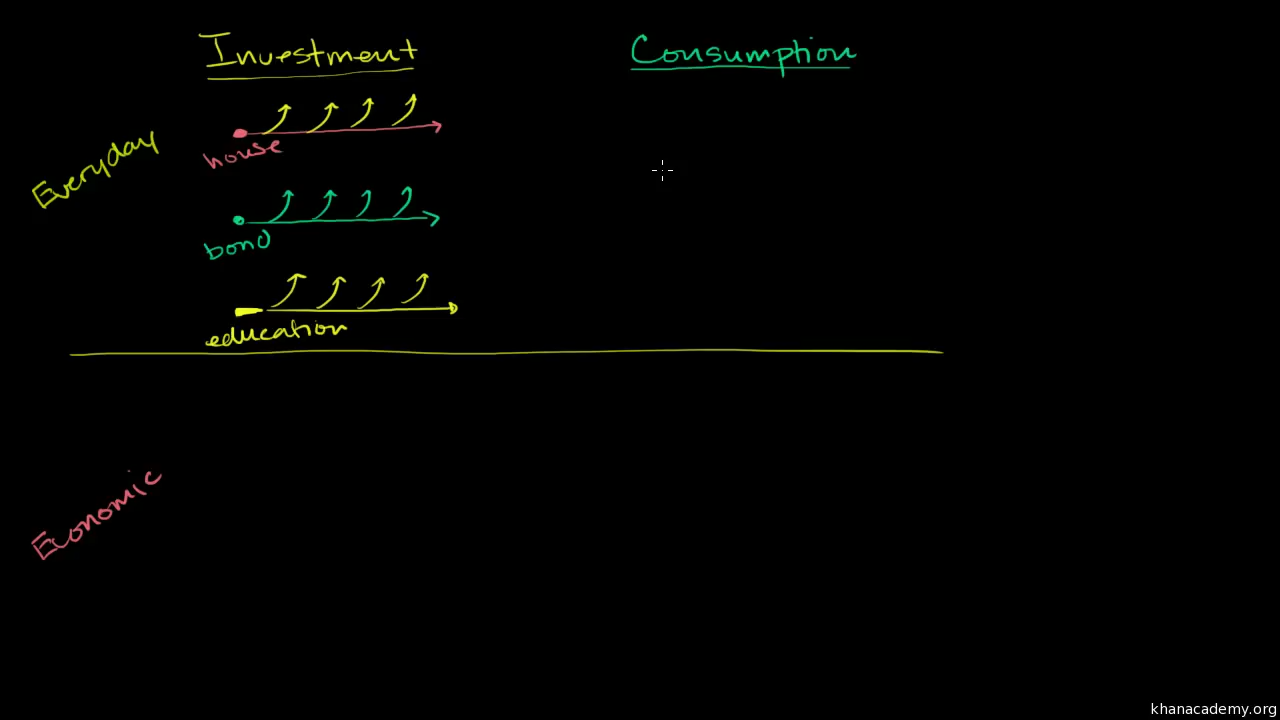 Investment
Consumption
Everyday
house
bond
education
Economic
khanacademy.org